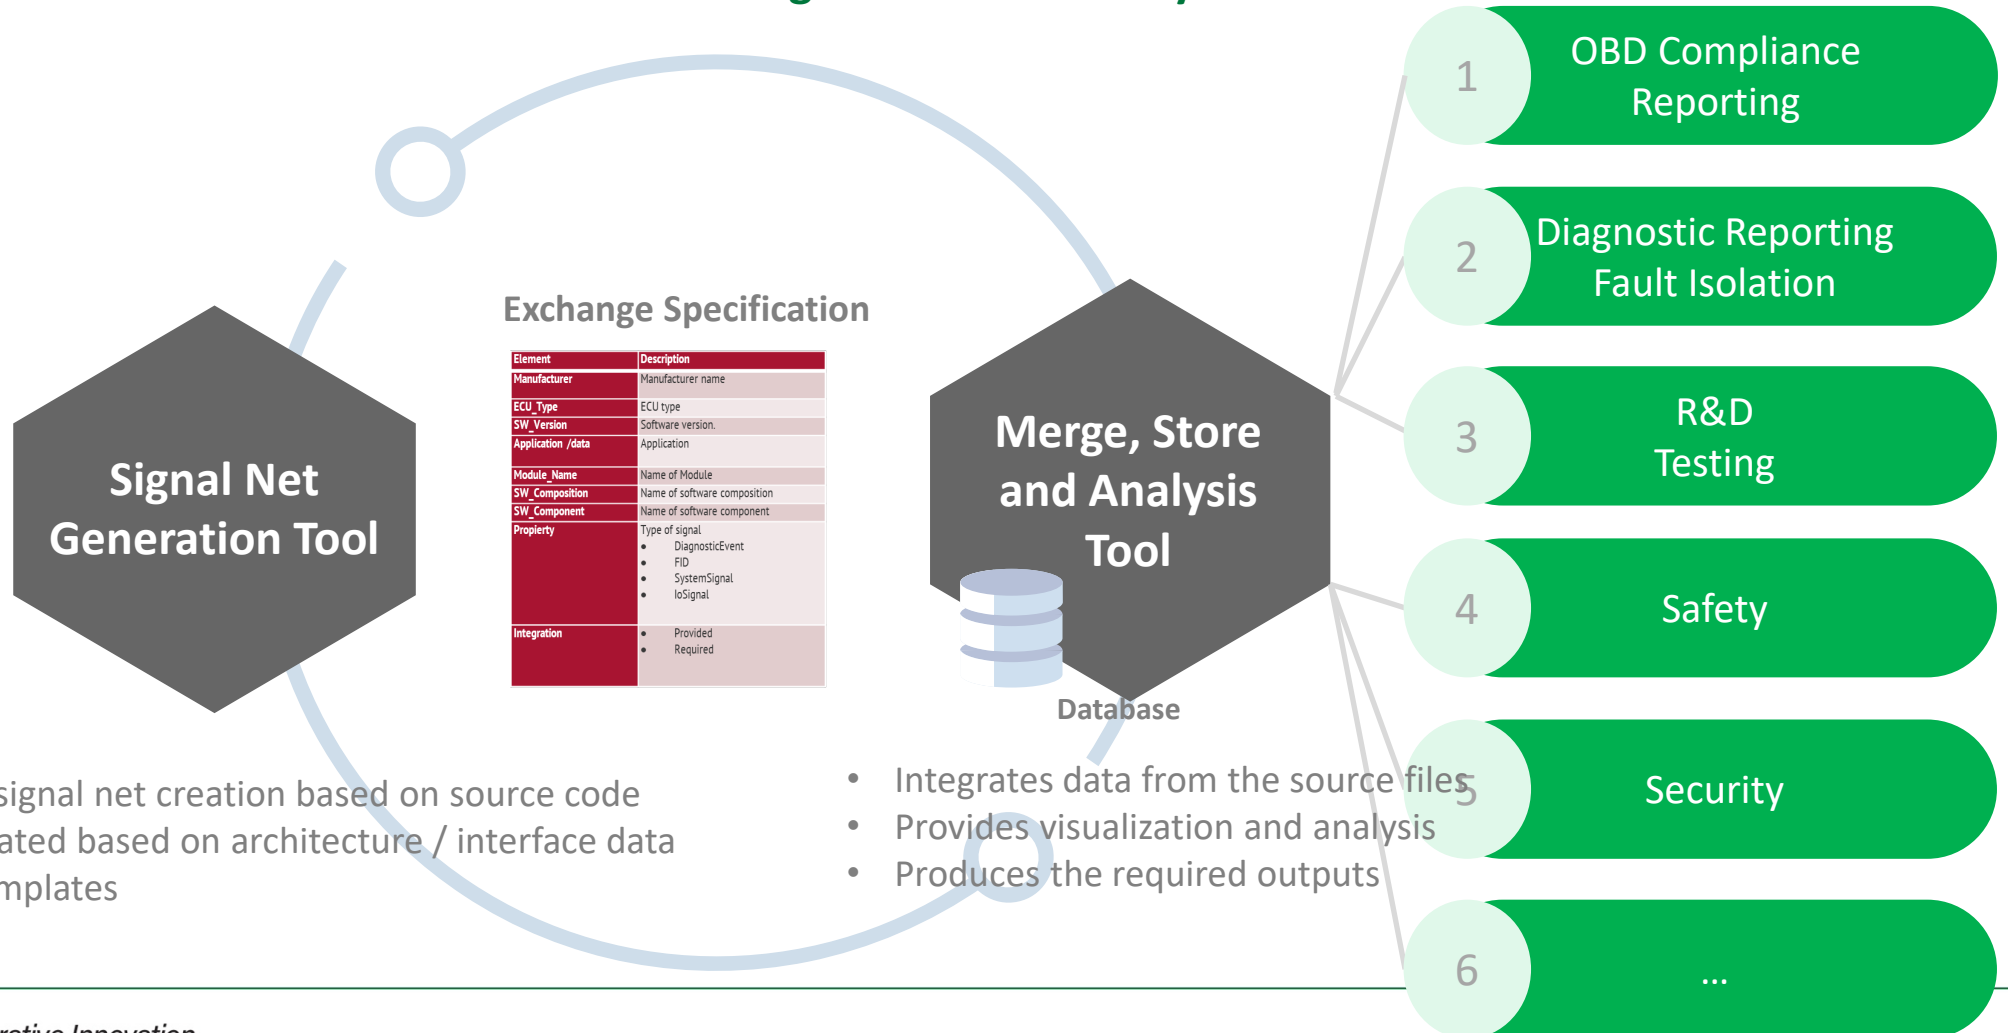 1
OBD Compliance
Reporting
2
Diagnostic Reporting
Fault Isolation
3
R&D
Testing
4
Safety
5
Security
6
...
Exchange Specification
Element Description
Manufacturer Manufacturer name
ECU_Type ECU type
SW_Version Software version.
Application /data Application
Module_Name Name of Module
SW_Composition Name of software composition
SW_Component Name of software component
Propierty Type of signal
• DiagnosticEvent
• FID
• SystemSignal
• IoSignal
Integration • Provided
• Required
Signal Net
Generation Tool
Merge, Store
and Analysis
Tool
Database
signal net creation based on source code
ated based on architecture / interface data
mplates
• Integrates data from the source files
• Provides visualization and analysis
• Produces the required outputs